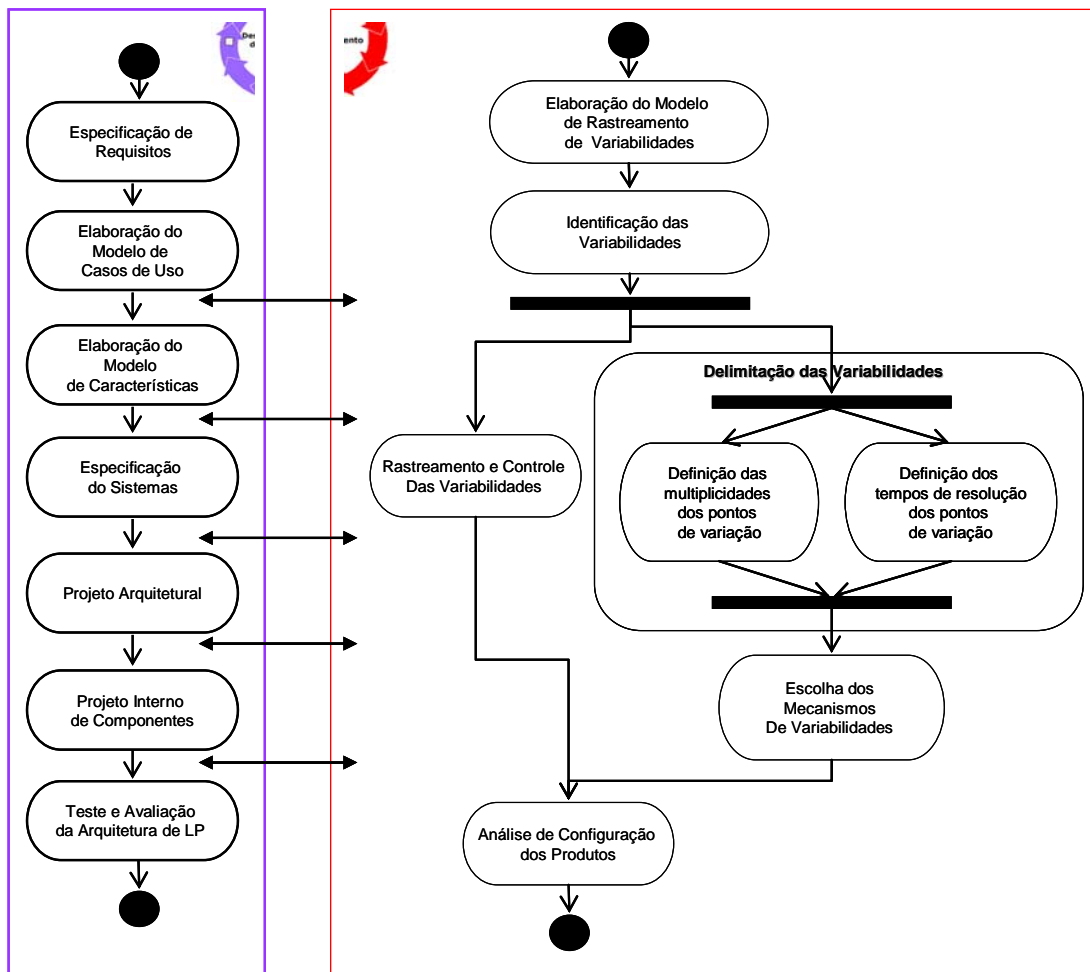 Des
d
Especificação de
Requisitos
Elaboração do
Modelo de
Casos de Uso
Elaboração do
Modelo
de Características
Especificação
do Sistemas
Projeto Arquitetural
Projeto Interno
de Componentes
Teste e Avaliação
da Arquitetura de LP
ento
Elaboração do Modelo
de Rastreamento
de Variabilidades
Identificação das
Variabilidades
Rastreamento e Controle
Das Variabilidades
Delimitação das Variabilidades
Definição das
multiplicidades
dos pontos
de variação
Definição dos
tempos de resolução
dos pontos
de variação
Escolha dos
Mecanismos
De Variabilidades
Análise de Configuração
dos Produtos